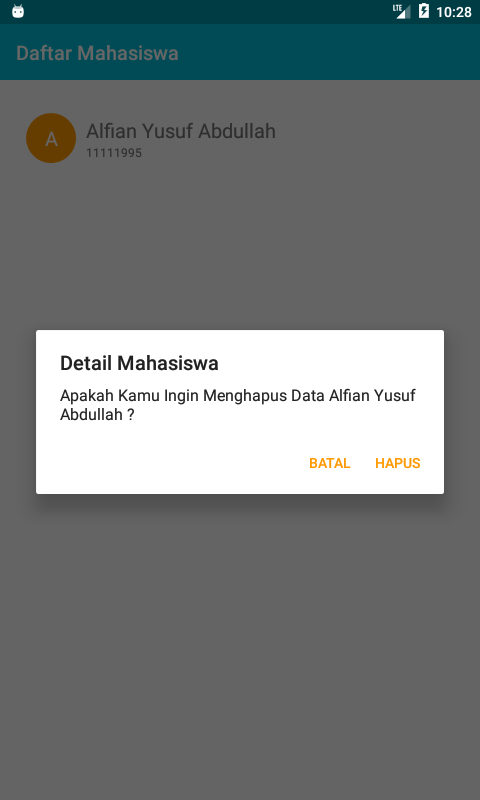 LTE 10:28
Daftar Mahasiswa
A
Alfian Yusuf Abdullah
11111995
Detail Mahasiswa
Apakah Kamu Ingin Menghapus Data Alfian Yusuf
Abdullah ?
BATAL HAPUS